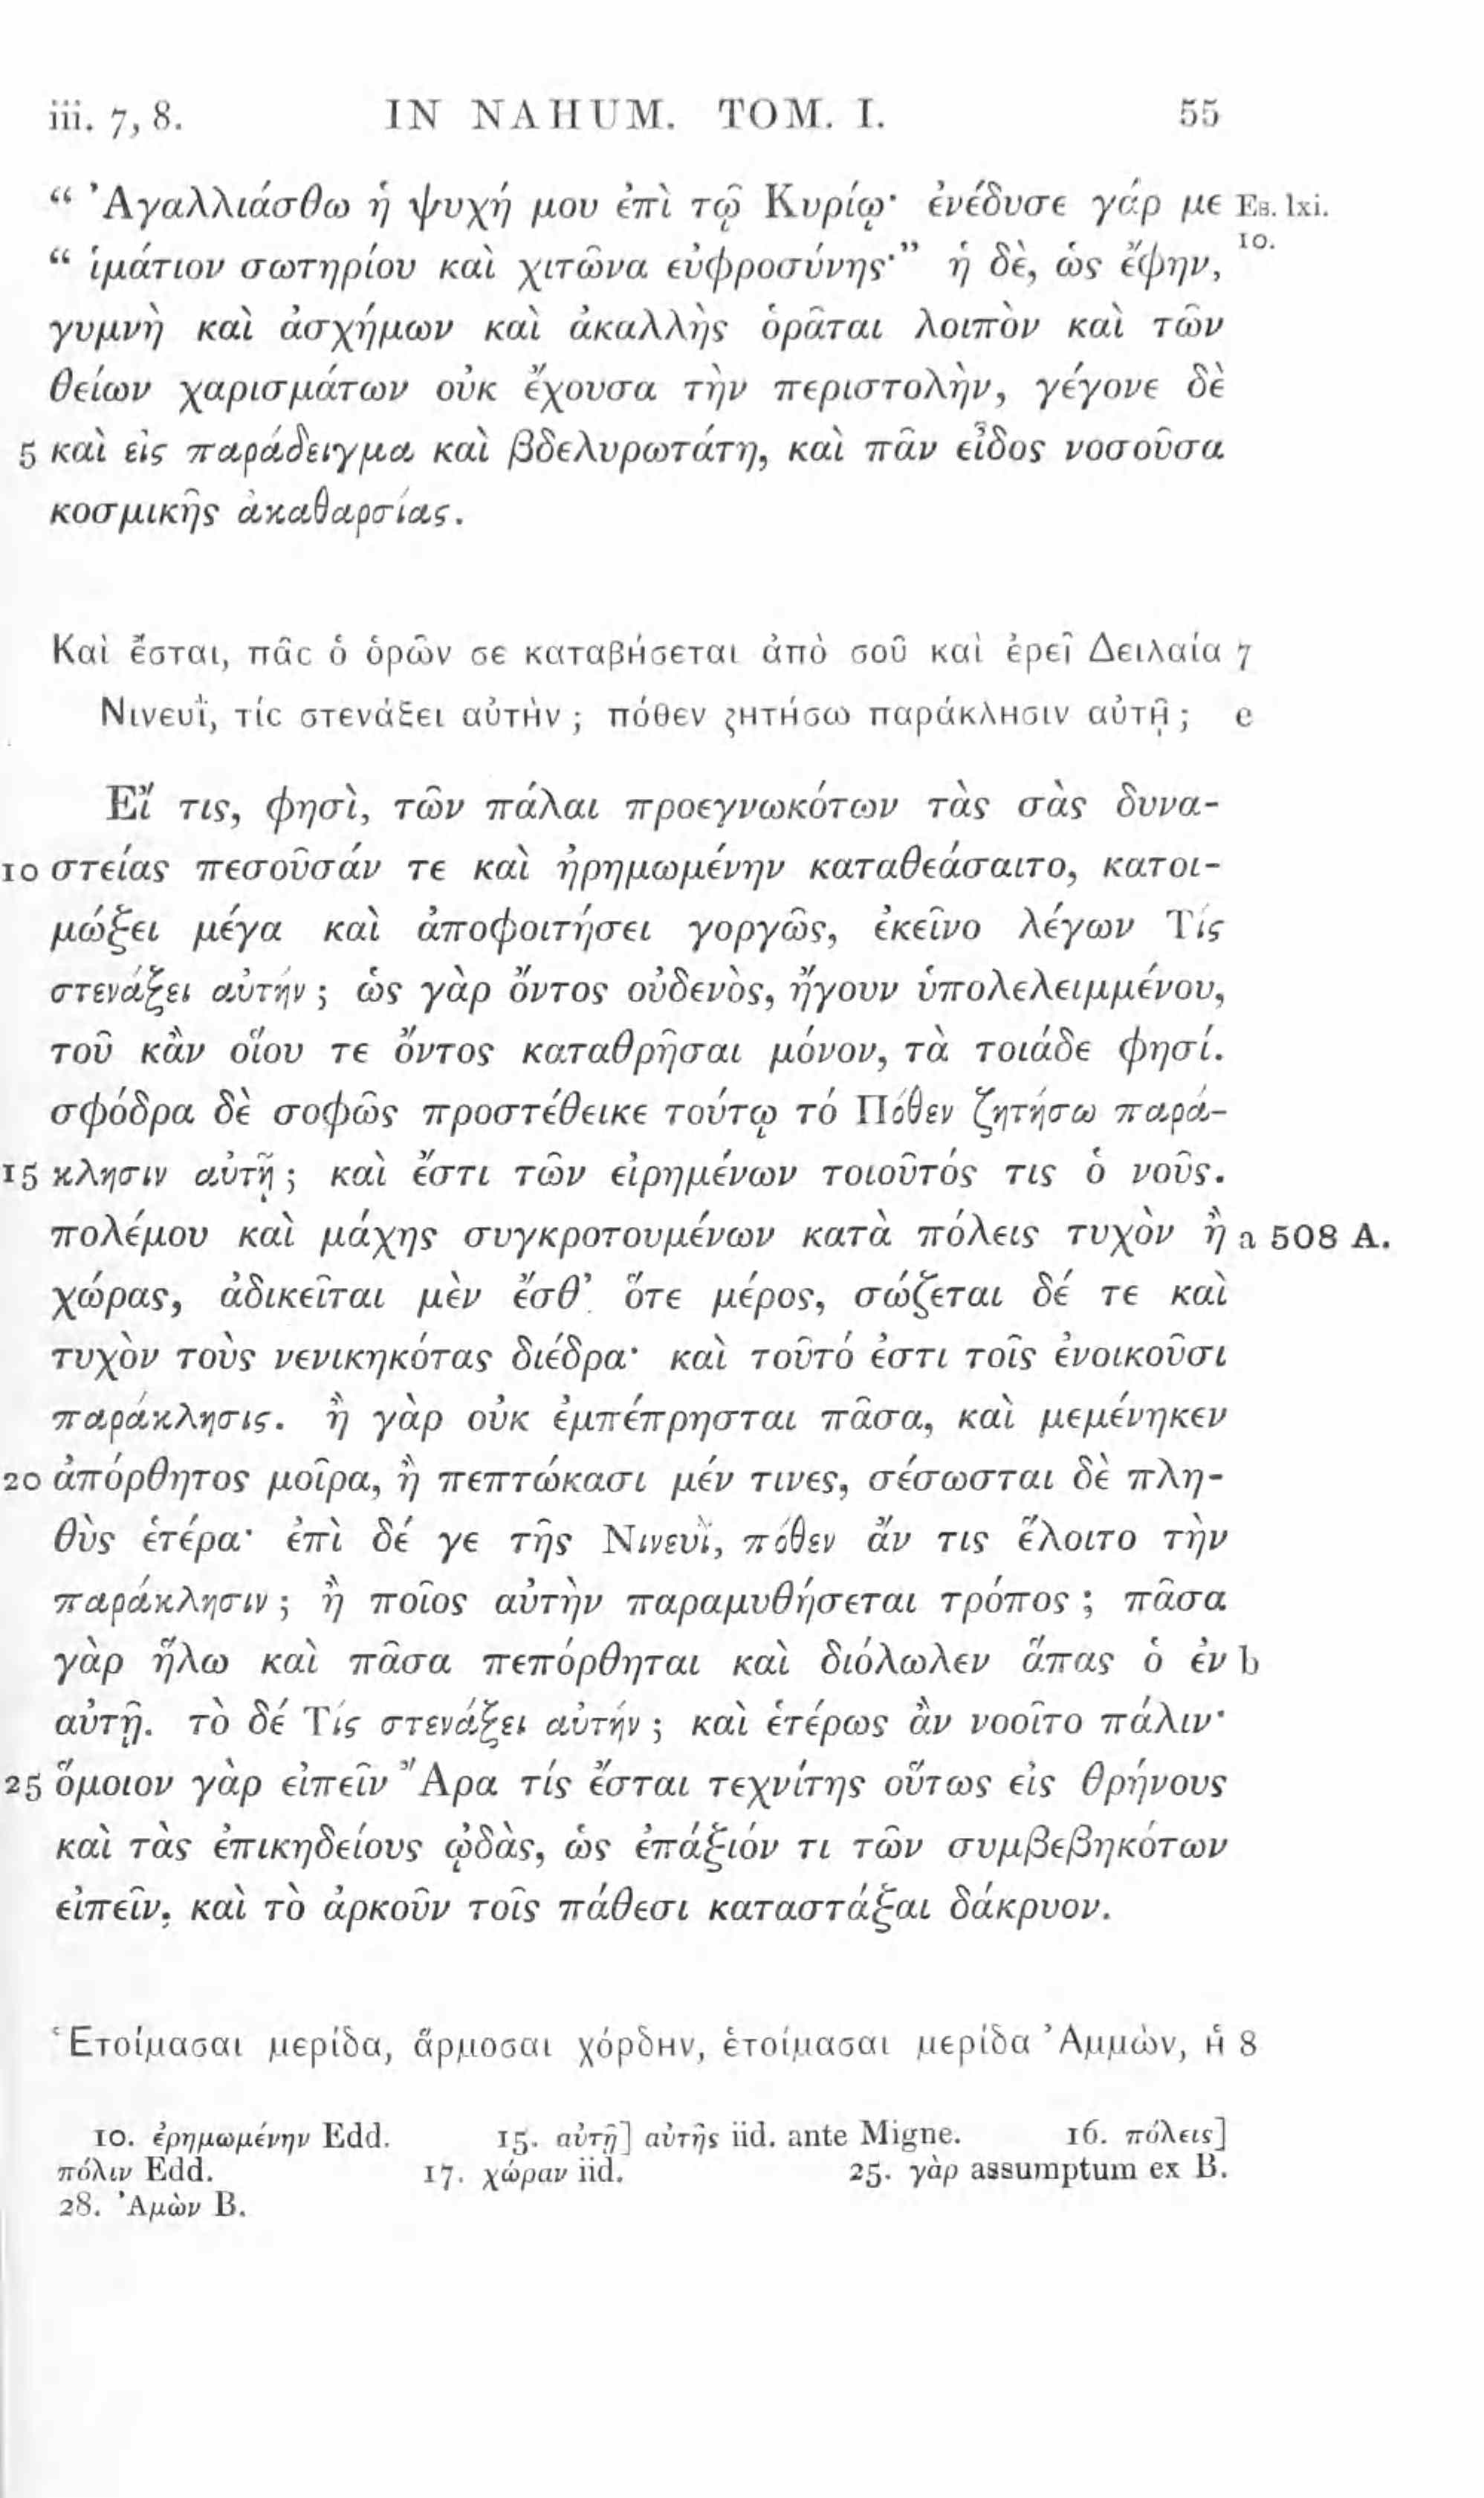 iii. 7, 8. IN NAHUM. TOM. I. 55
“ Ἀγαλλιάσθω ἡ ψυχή μου ἐπὶ τῷ Κυρίῳ· ἐνέδυσε γάρ με Es. lxi.
“ ἱμάτιον σωτηρίου καὶ χιτῶνα εὐφροσύνης·” ἡ δὲ, ὡς ἔφην, 10.
γυμνὴ καὶ ἀσχήμων καὶ ἀκαλλὴς ὁρᾶται λοιπὸν καὶ τῶν
θείων χαρισμάτων οὐκ ἔχουσα τὴν περιστολὴν, γέγονε δὲ
5 καὶ εἰς παράδειγμα καὶ βδελυρωτάτη, καὶ πᾶν εἶδος νοσοῦσα
κοσμικῆς ἀκαθαρσίας.
Καὶ ἔσται, πᾶς ὁ ὁρῶν σε καταβήσεται ἀπὸ σοῦ καὶ ἐρεῖ Δειλαία 7
Νινευῒ, τίς στενάξει αὐτήν ; πόθεν ζητήσω παράκλησιν αὐτῇ ; e
Εἴ τις, φησὶ, τῶν πάλαι προεγνωκότων τὰς σὰς δυνα-
10 στείας πεσοῦσάν τε καὶ ἠρημωμένην καταθεάσαιτο, κατοι-
μώξει μέγα καὶ ἀποφοιτήσει γοργῶς, ἐκεῖνο λέγων Τίς
στενάξει αὐτήν ; ὡς γὰρ ὄντος οὐδενὸς, ἤγουν ὑπολελειμμένου,
τοῦ κἂν οἵου τε ὄντος καταθρῆσαι μόνον, τὰ τοιάδε φησί.
σφόδρα δὲ σοφῶς προστέθεικε τούτῳ τό Πόθεν ζητήσω παρά-
15 κλησιν αὐτῇ ; καὶ ἔστι τῶν εἰρημένων τοιοῦτός τις ὁ νοῦς.
πολέμου καὶ μάχης συγκροτουμένων κατὰ πόλεις τυχὸν ἢ a 508 A.
χώρας, ἀδικεῖται μὲν ἔσθ’ ὅτε μέρος, σώζεται δέ τε καὶ
τυχὸν τοὺς νενικηκότας διέδρα· καὶ τοῦτό ἐστι τοῖς ἐνοικοῦσι
παράκλησις. ἢ γὰρ οὐκ ἐμπέπρησται πᾶσα, καὶ μεμένηκεν
20 ἀπόρθητος μοῖρα, ἢ πεπτώκασι μέν τινες, σέσωσται δὲ πλη-
θὺς ἑτέρα· ἐπὶ δέ γε τῆς Νινευῒ, πόθεν ἄν τις ἕλοιτο τὴν
παράκλησιν ; ἢ ποῖος αὐτὴν παραμυθήσεται τρόπος ; πᾶσα
γὰρ ἥλω καὶ πᾶσα πεπόρθηται καὶ διόλωλεν ἅπας ὁ ἐν b
αὐτῇ. τὸ δέ Τίς στενάξει αὐτήν ; καὶ ἑτέρως ἂν νοοῖτο πάλιν·
25 ὅμοιον γὰρ εἰπεῖν Ἄρα τίς ἔσται τεχνίτης οὕτως εἰς θρήνους
καὶ τὰς ἐπικηδείους ᾠδὰς, ὡς ἐπάξιόν τι τῶν συμβεβηκότων
εἰπεῖν, καὶ τὸ ἀρκοῦν τοῖς πάθεσι καταστάξαι δάκρυον.
Ἑτοίμασαι μερίδα, ἅρμοσαι χόρδην, ἑτοίμασαι μερίδα Ἀμμὼν, ἡ 8
10. ἐρημωμένην Edd. 15. αὐτῇ] αὐτῆς iid. ante Migne. 16. πόλεις]
πόλιν Edd. 17. χώραν iid. 25. γὰρ assumptum ex B.
28. Ἀμὼν B.